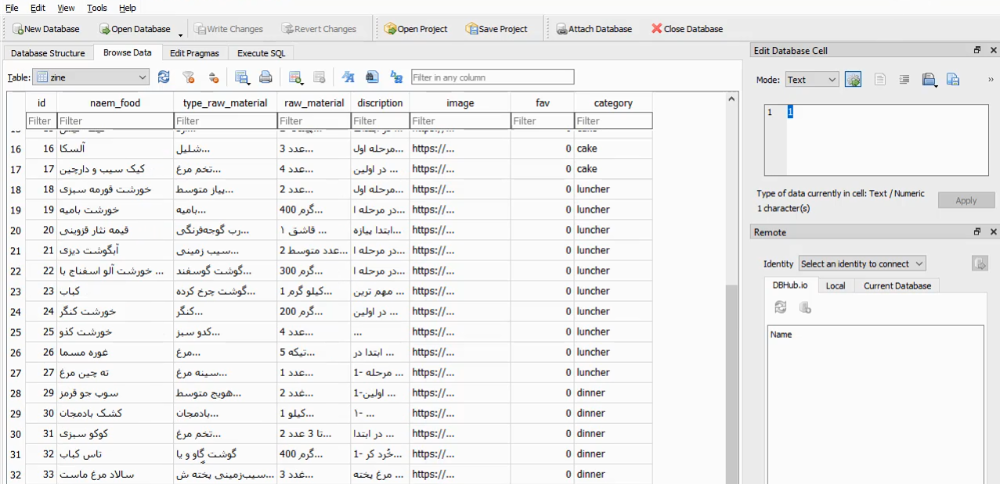 File Edit View Tools Help
New Database Open Database Write Changes Revert Changes Open Project Save Project Attach Database Close Database
Database Structure Browse Data Edit Pragmas Execute SQL
Table: zine Filter in any column
id naem_food type_raw_material raw_material discription image fav category
Filter Filter Filter Filter Filter Filter Filter Filter
16 16 آلسکا شلیل... 3 عدد... مرحله اول... https://... 0 cake
17 17 کیک سیب و دارچین تخم مرغ... 4 عدد... در اولین ... https://... 0 cake
18 18 خورشت قورمه سبزی پیاز متوسط... 2 عدد... مرحله اول... https://... 0 luncher
19 19 خورشت بامیه بامیه... 400 گرم... در مرحله ا... https://... 0 luncher
20 20 قیمه نثار قزوینی رب گوجه‌فرنگی... ۱ قاشق ... ابتدا پیازه... https://... 0 luncher
21 21 آبگوشت دیزی سیب زمینی... 2 عدد متوسط... در مرحله ا... https://... 0 luncher
22 22 خورشت آلو اسفناج با ... گوشت گوسفند... 300 گرم... در مرحله ا... https://... 0 luncher
23 23 کباب گوشت چرخ کرده... 1 کیلو گرم... مهم ترین ... https://... 0 luncher
24 24 خورشت کنگر کنگر... 200 گرم... در اولین ... https://... 0 luncher
25 25 خورشت کدو کدو سبز... 4 عدد... ... https://... 0 luncher
26 26 غوره مسما مرغ... 5 تیکه... ابتدا در ... https://... 0 luncher
27 27 ته چین مرغ سینه مرغ... 1 عدد... 1- مرحله ... https://... 0 luncher
28 29 سوپ جو قرمز هویج متوسط... 2 عدد... 1-اولین ... https://... 0 dinner
29 30 کشک بادمجان بادمجان... 1 کیلو... ۱- ... https://... 0 dinner
30 31 کوکو سبزی تخم مرغ... 2 تا 3 عدد... در ابتدا ... https://... 0 dinner
31 32 تاس کباب گوشت گاو و یا 400 گرم... 1- خُرد کر... https://... 0 dinner
32 33 سالاد مرغ ماست سیب‌زمینی پخته ش... 3 عدد... مرغ پخته ... https://... 0 dinner
Edit Database Cell
Mode: Text
1 1
Type of data currently in cell: Text / Numeric
1 character(s)
Apply
Remote
Identity Select an identity to connect
DBHub.io Local Current Database
Name